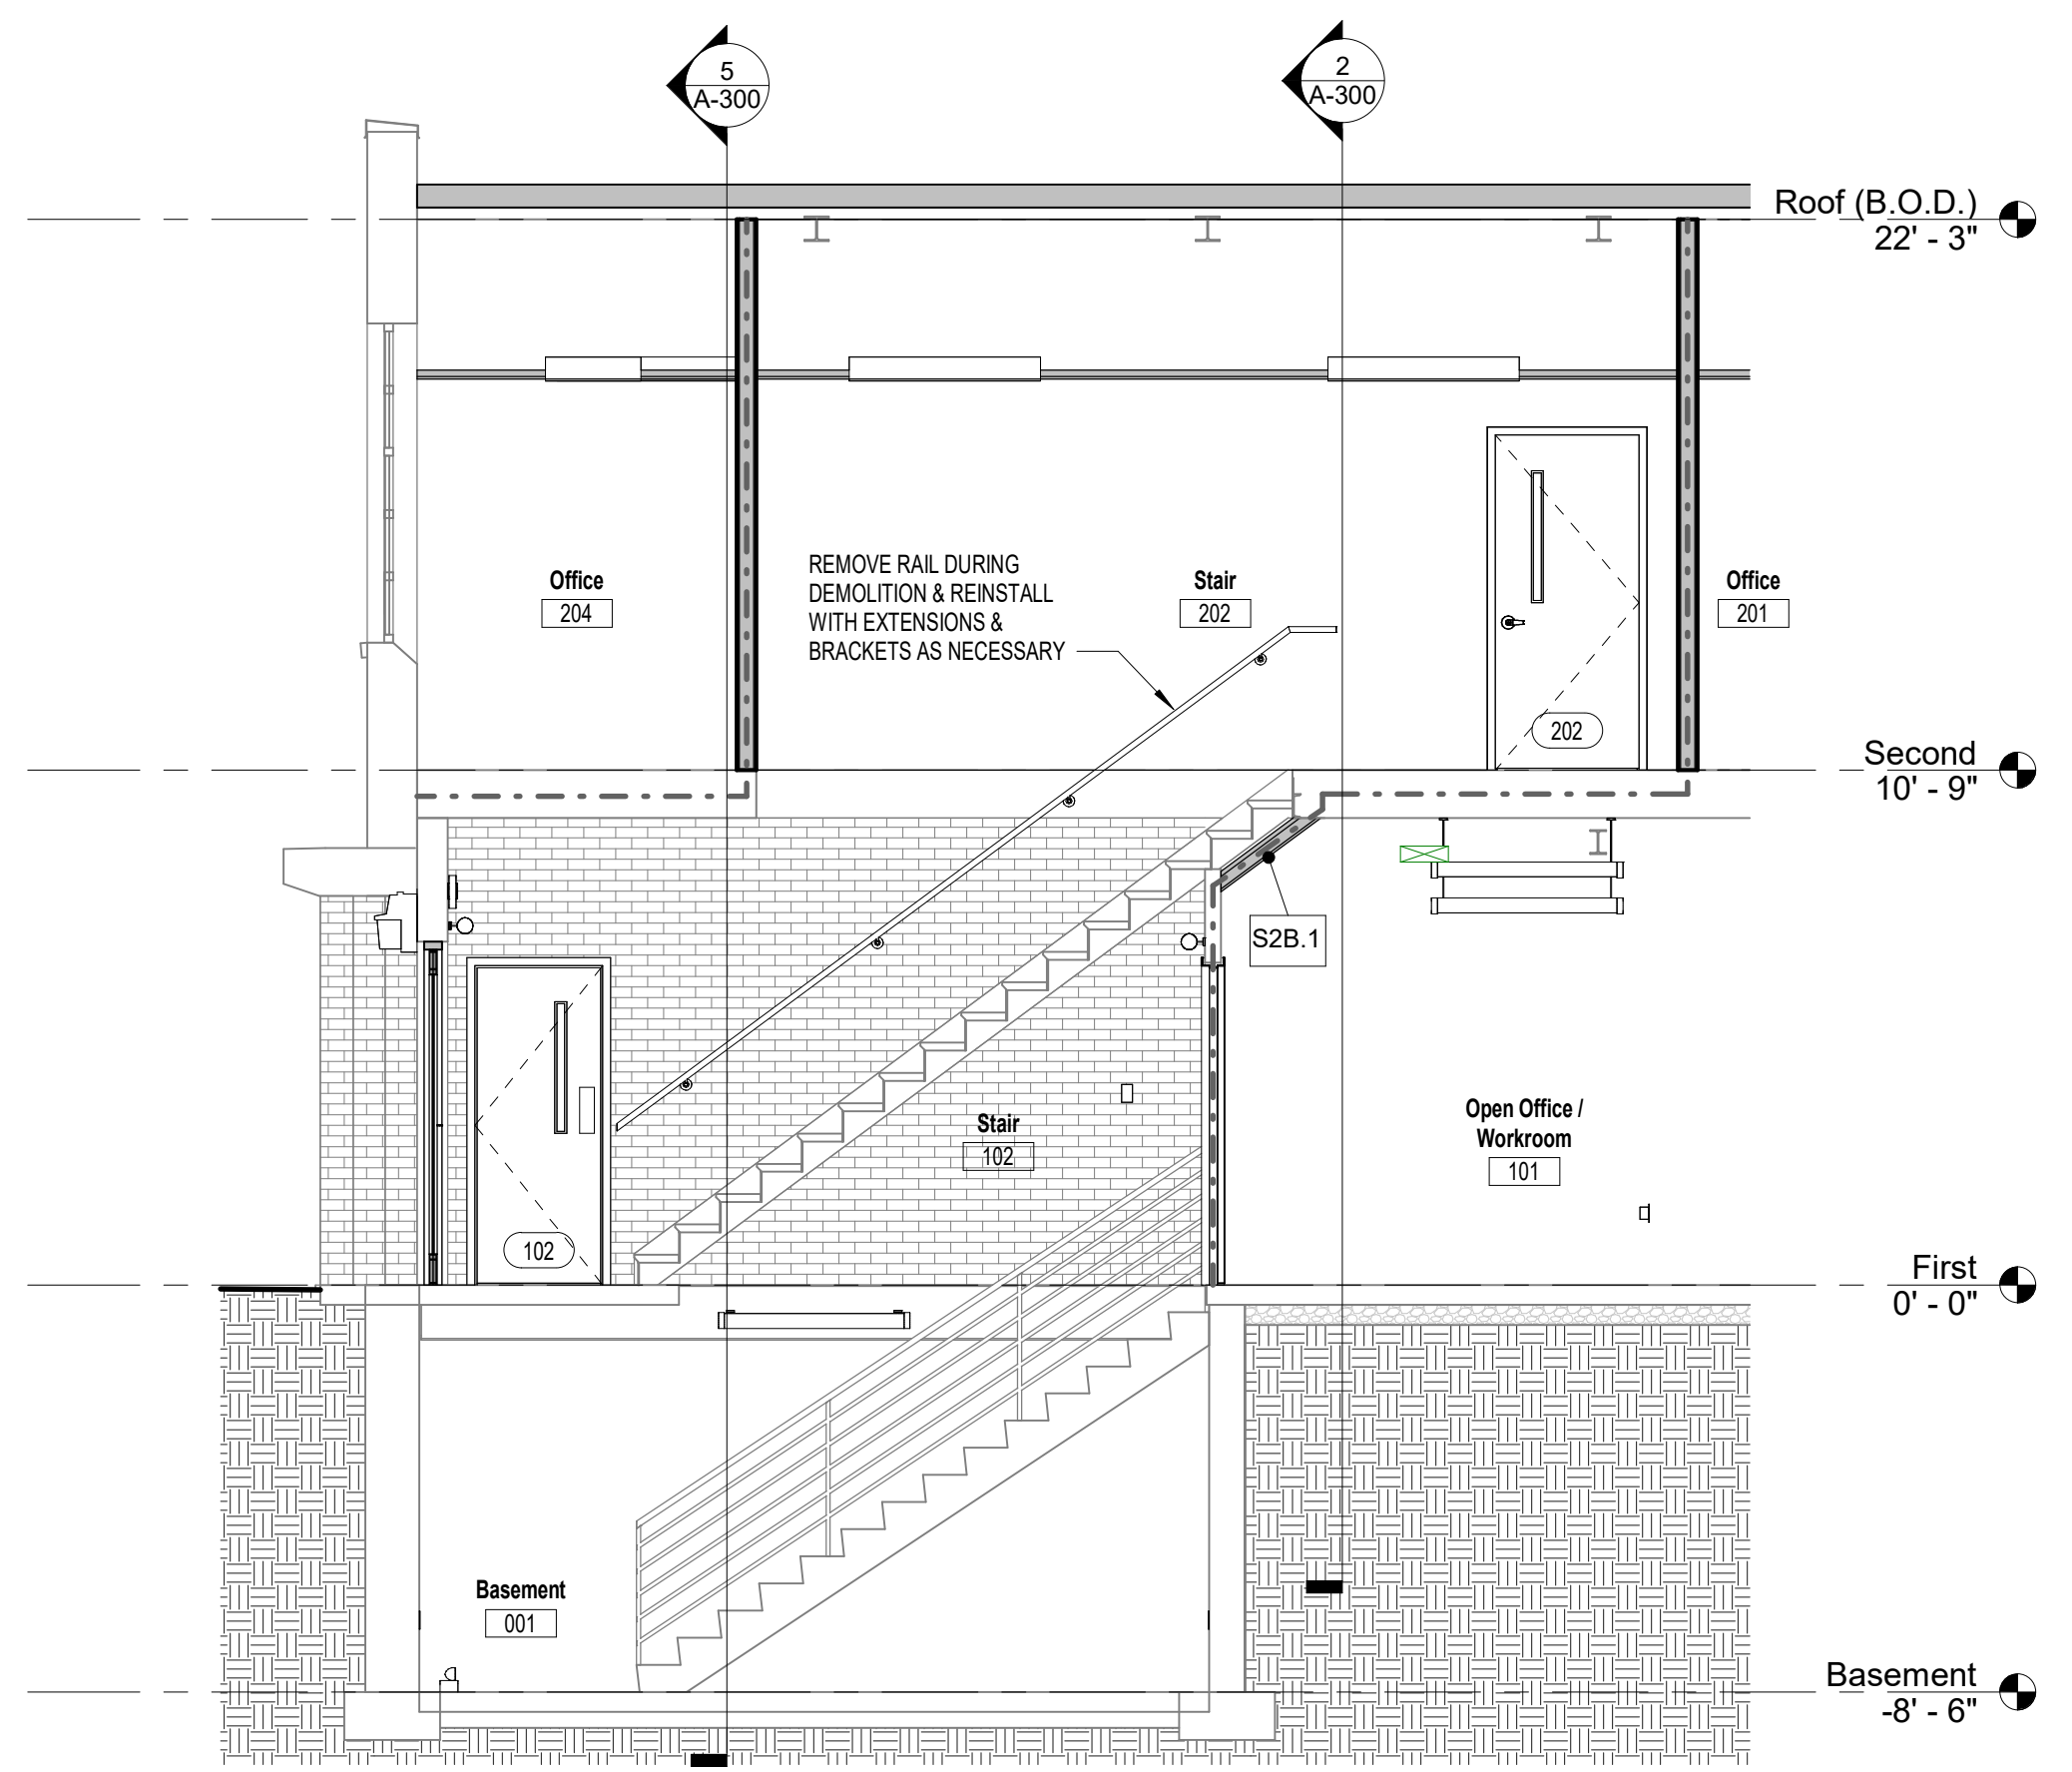 5
A-300
2
A-300
Roof (B.O.D.)
22' - 3"
REMOVE RAIL DURING
DEMOLITION & REINSTALL
WITH EXTENSIONS &
BRACKETS AS NECESSARY
Office
204
Stair
202
Office
201
202
Second
10' - 9"
S2B.1
Stair
102
Open Office /
Workroom
101
102
First
0' - 0"
Basement
001
Basement
-8' - 6"